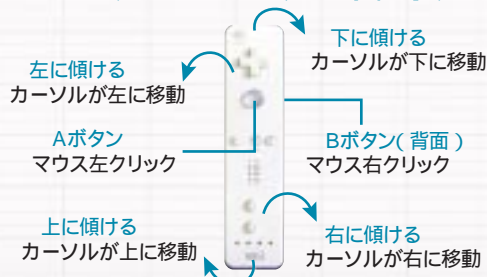 下に傾ける
カーソルが下に移動
左に傾ける
カーソルが左に移動
Aボタン
マウス左クリック
Bボタン( 背面 )
マウス右クリック
上に傾ける
カーソルが上に移動
右に傾ける
カーソルが右に移動